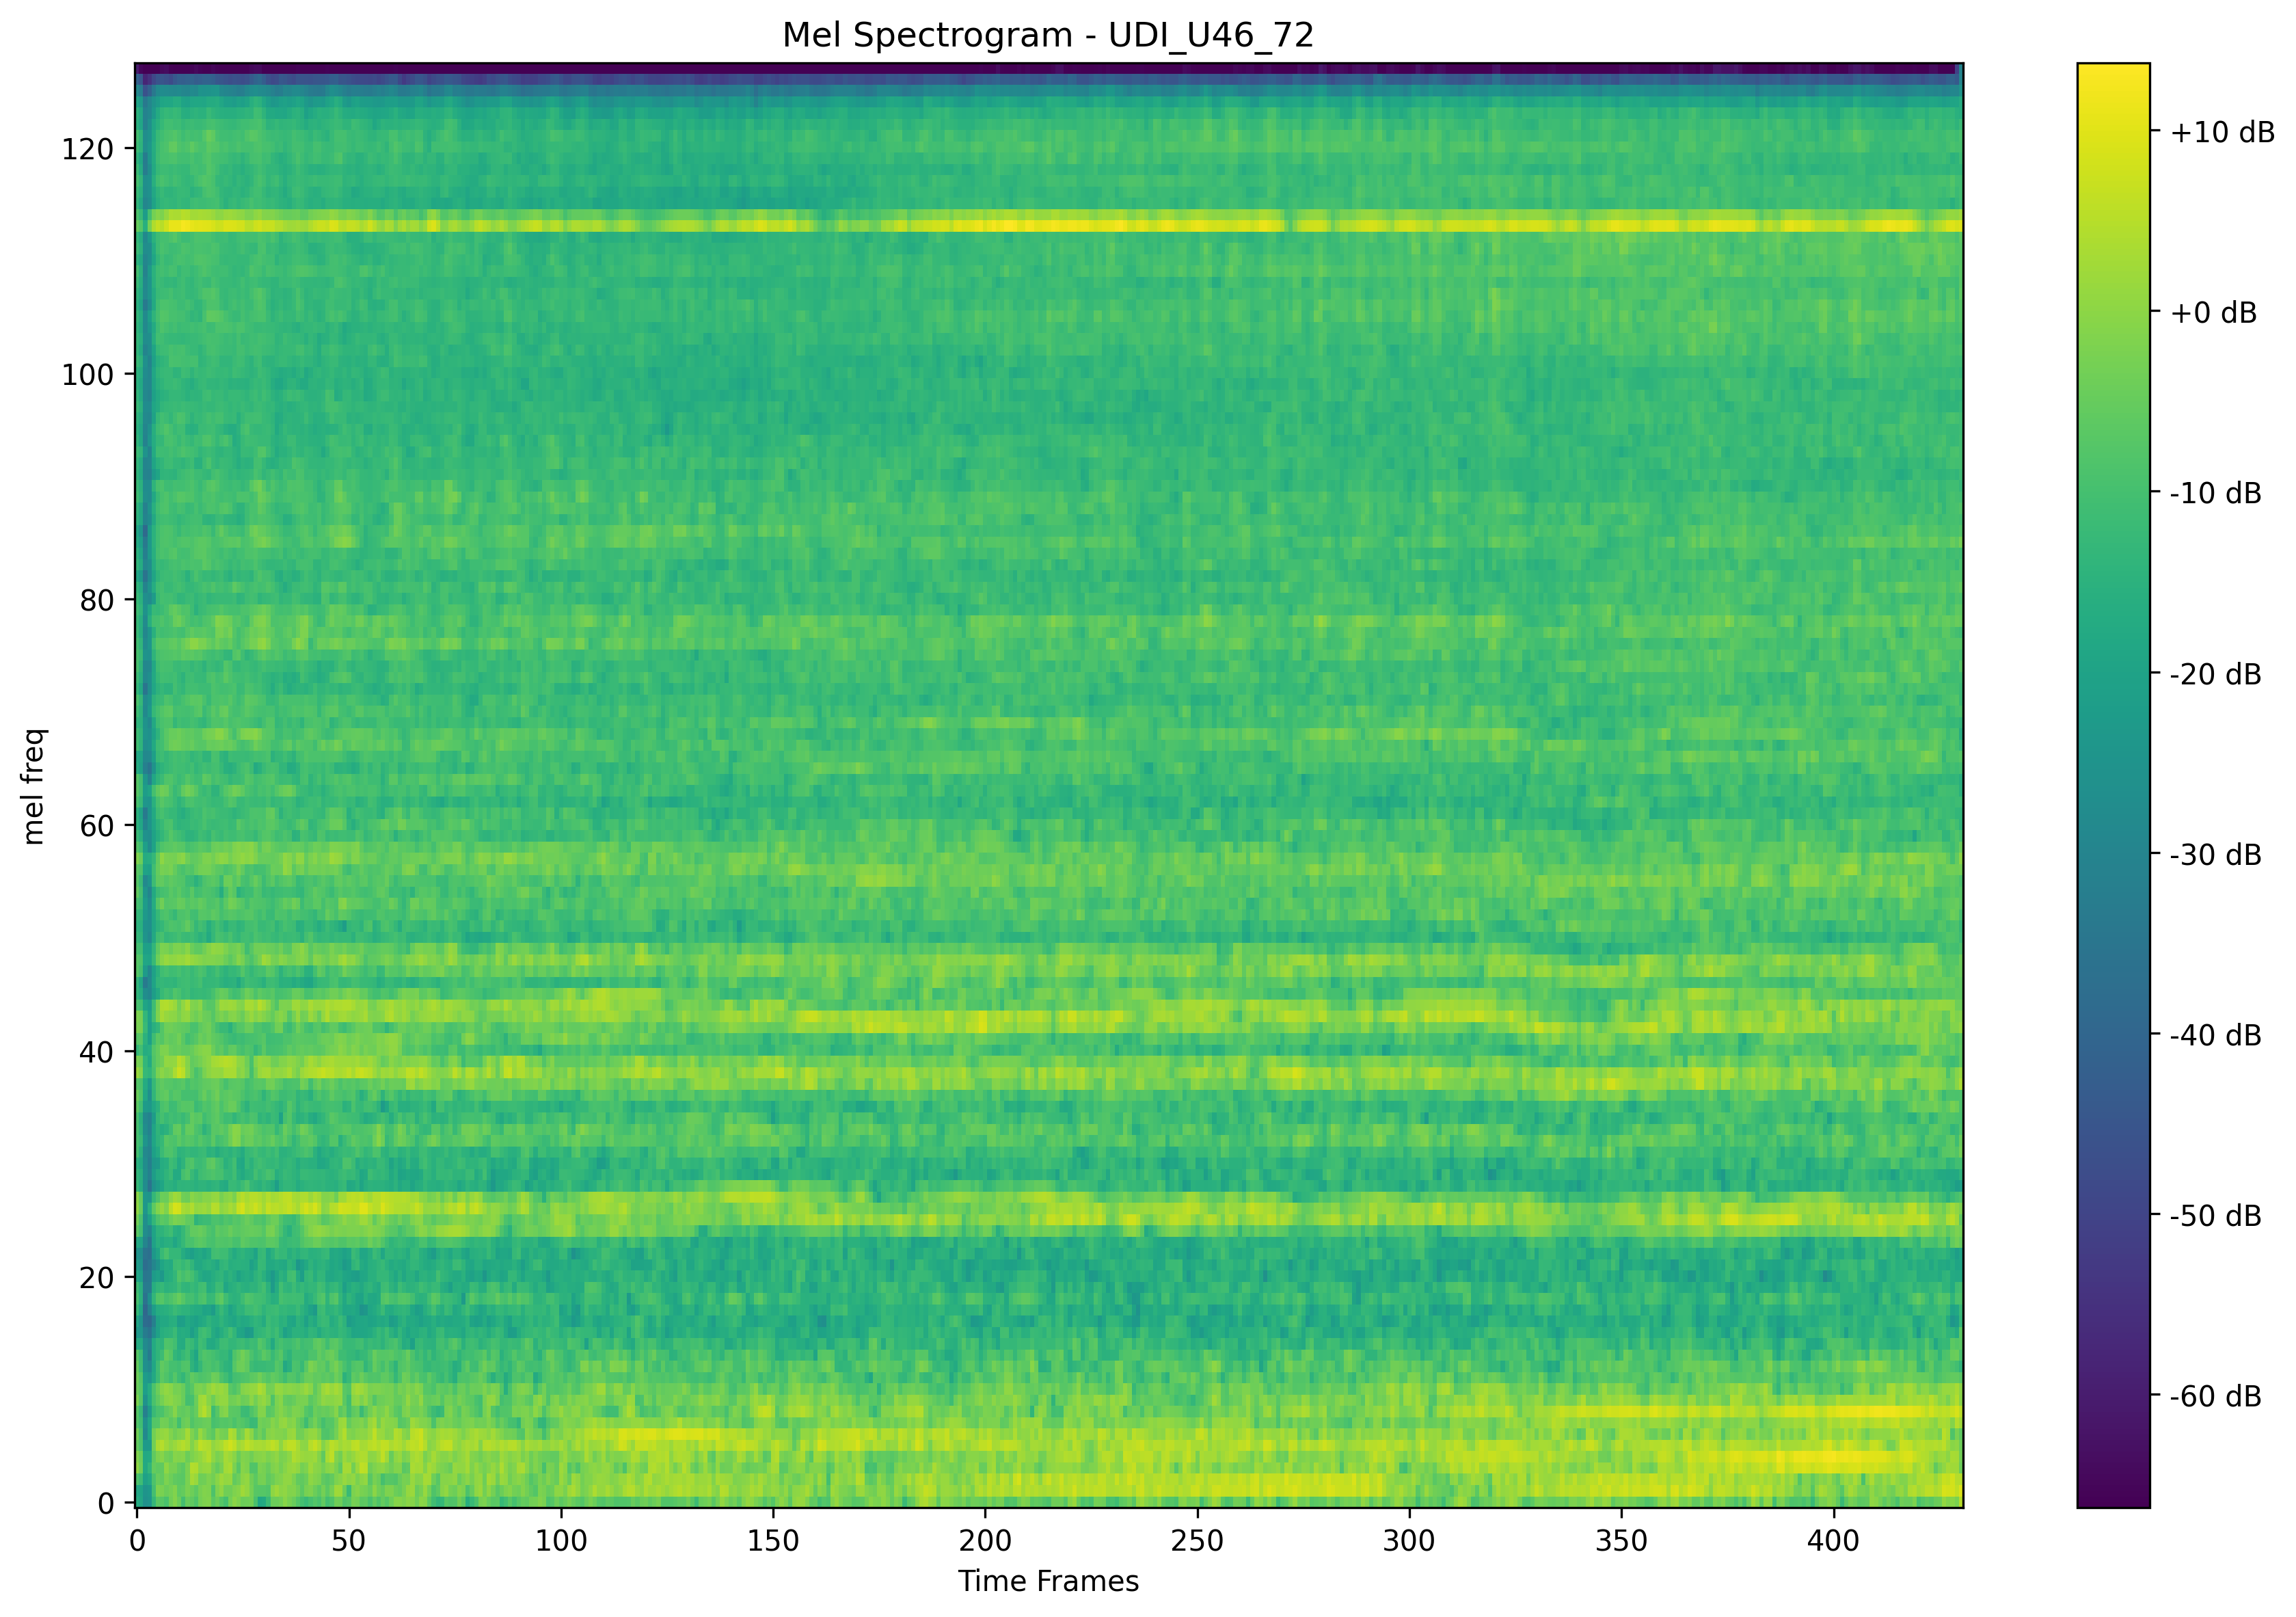 Mel Spectrogram - UDI_U46_72
mel freq
120
100
80
60
40
20
0
0 50 100 150 200 250 300 350 400
Time Frames
+10 dB
+0 dB
-10 dB
-20 dB
-30 dB
-40 dB
-50 dB
-60 dB